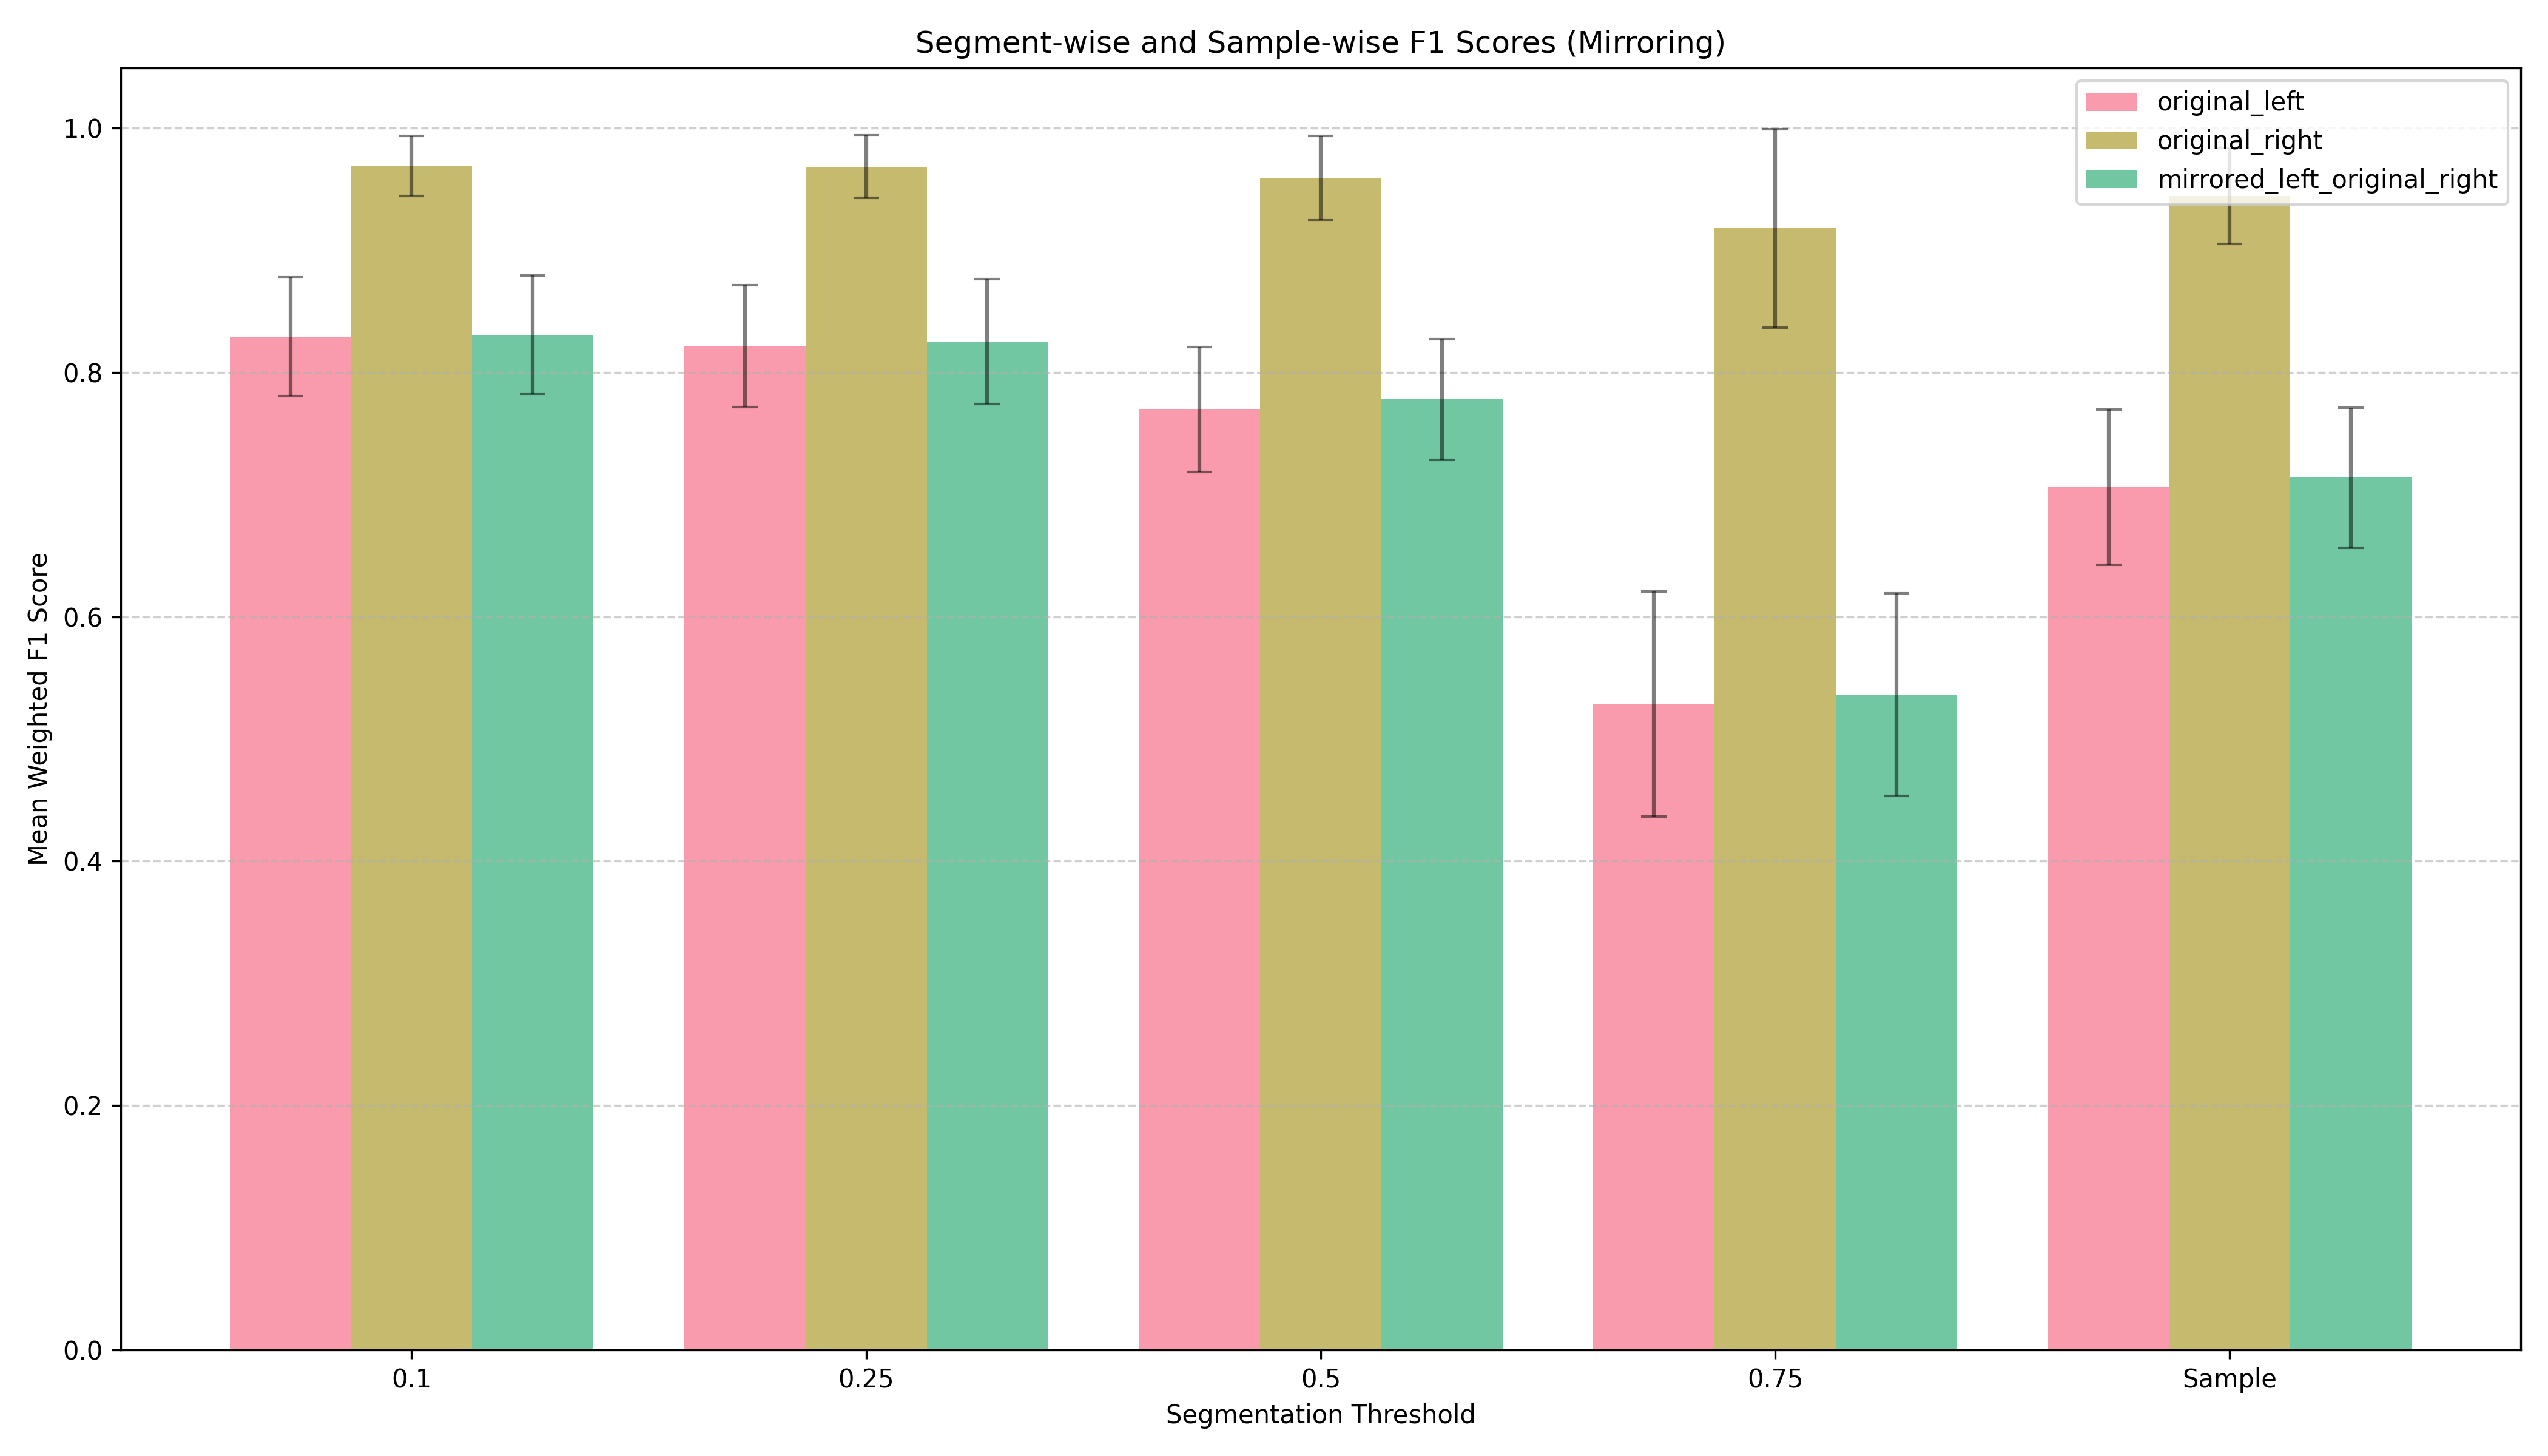 Segment-wise and Sample-wise F1 Scores (Mirroring)
original_left
original_right
mirrored_left_original_right
Mean Weighted F1 Score
1.0
0.8
0.6
0.4
0.2
0.0
0.1
0.25
0.5
0.75
Sample
Segmentation Threshold